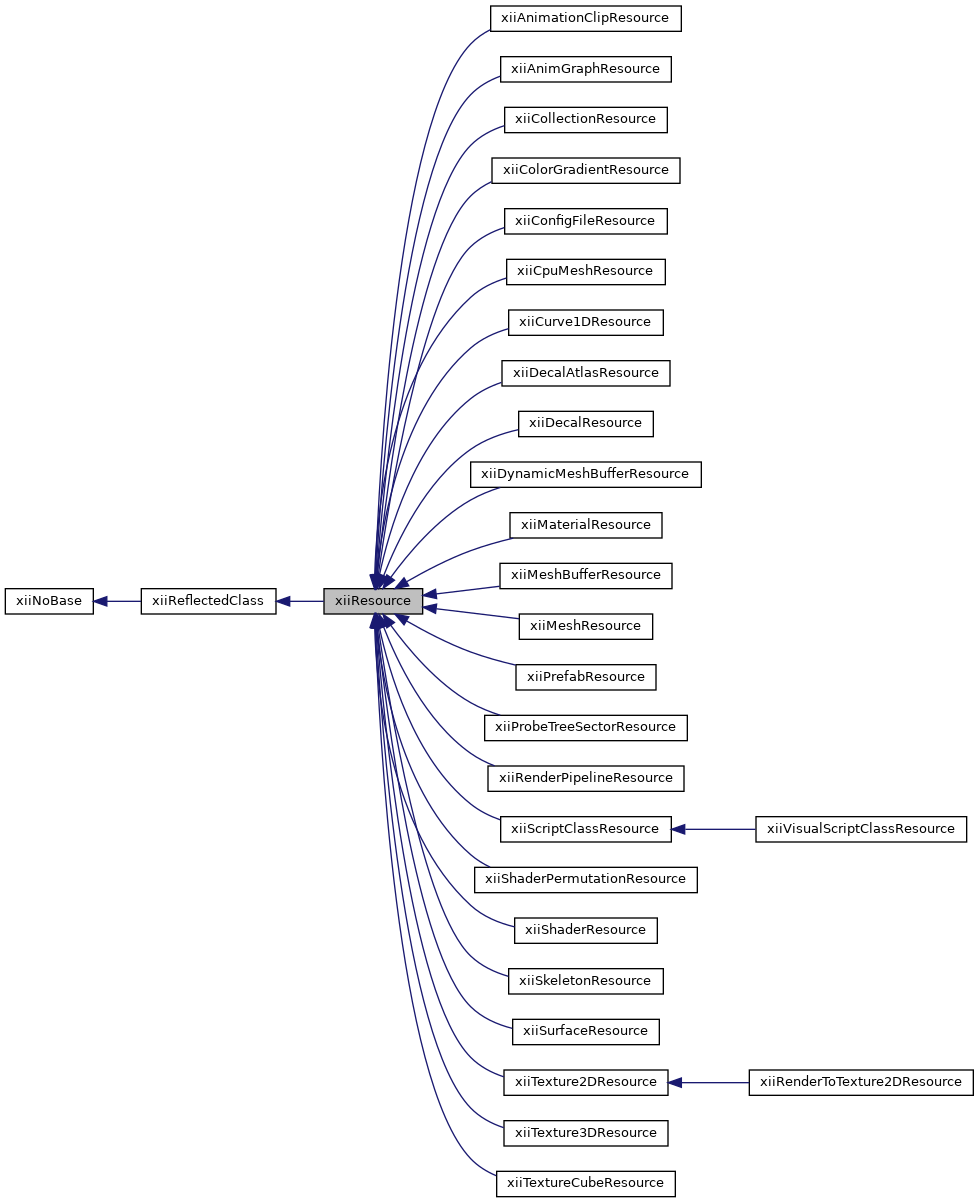 xiiAnimationClipResource
xiiAnimGraphResource
xiiCollectionResource
xiiColorGradientResource
xiiConfigFileResource
xiiCpuMeshResource
xiiCurve1DResource
xiiDecalAtlasResource
xiiDecalResource
xiiDynamicMeshBufferResource
xiiMaterialResource
xiiMeshBufferResource
xiiNoBase
xiiReflectedClass
xiiResource
xiiMeshResource
xiiPrefabResource
xiiProbeTreeSectorResource
xiiRenderPipelineResource
xiiScriptClassResource
xiiVisualScriptClassResource
xiiShaderPermutationResource
xiiShaderResource
xiiSkeletonResource
xiiSurfaceResource
xiiTexture2DResource
xiiRenderToTexture2DResource
xiiTexture3DResource
xiiTextureCubeResource